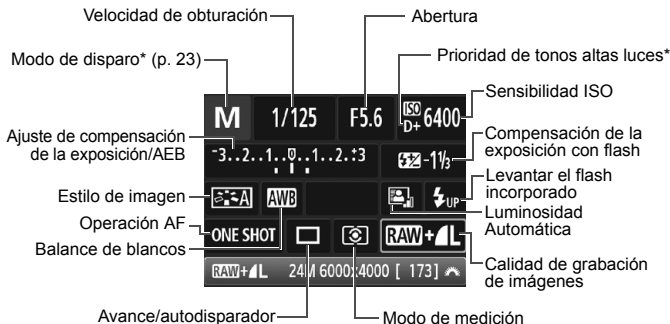 Velocidad de obturación
Abertura
Modo de disparo* (p. 23)
Prioridad de tonos altas luces*
Sensibilidad ISO
M 1/125 F5.6 ISO D+ 6400
Ajuste de compensación
de la exposición/AEB
-3..2..1..0..1..2.+3
-1⅓
Compensación de la
exposición con flash
Estilo de imagen
A AWB
UP
Levantar el flash
incorporado
Luminosidad
Automática
Operación AF
Balance de blancos
ONE SHOT RAW+L
RAW+L 24M 6000x4000 [ 173]
Calidad de grabación
de imágenes
Avance/autodisparador
Modo de medición